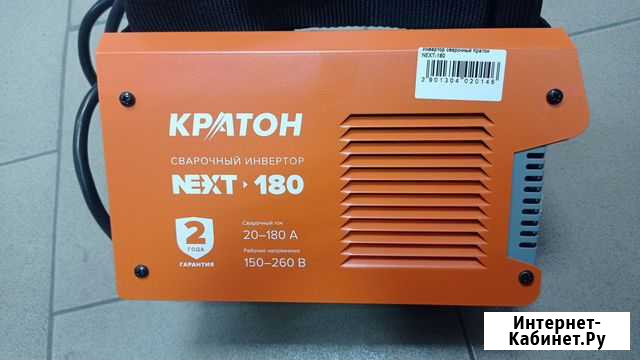 Инвертор сварочный Кратон
NEXT-180
2901304020146
КРАТОН
СВАРОЧНЫЙ ИНВЕРТОР
NEXT 180
2
ГОДА
ГАРАНТИЯ
Сварочный ток
20–180 А
Рабочее напряжение
150–260 В
Интернет-
Кабинет.Ру